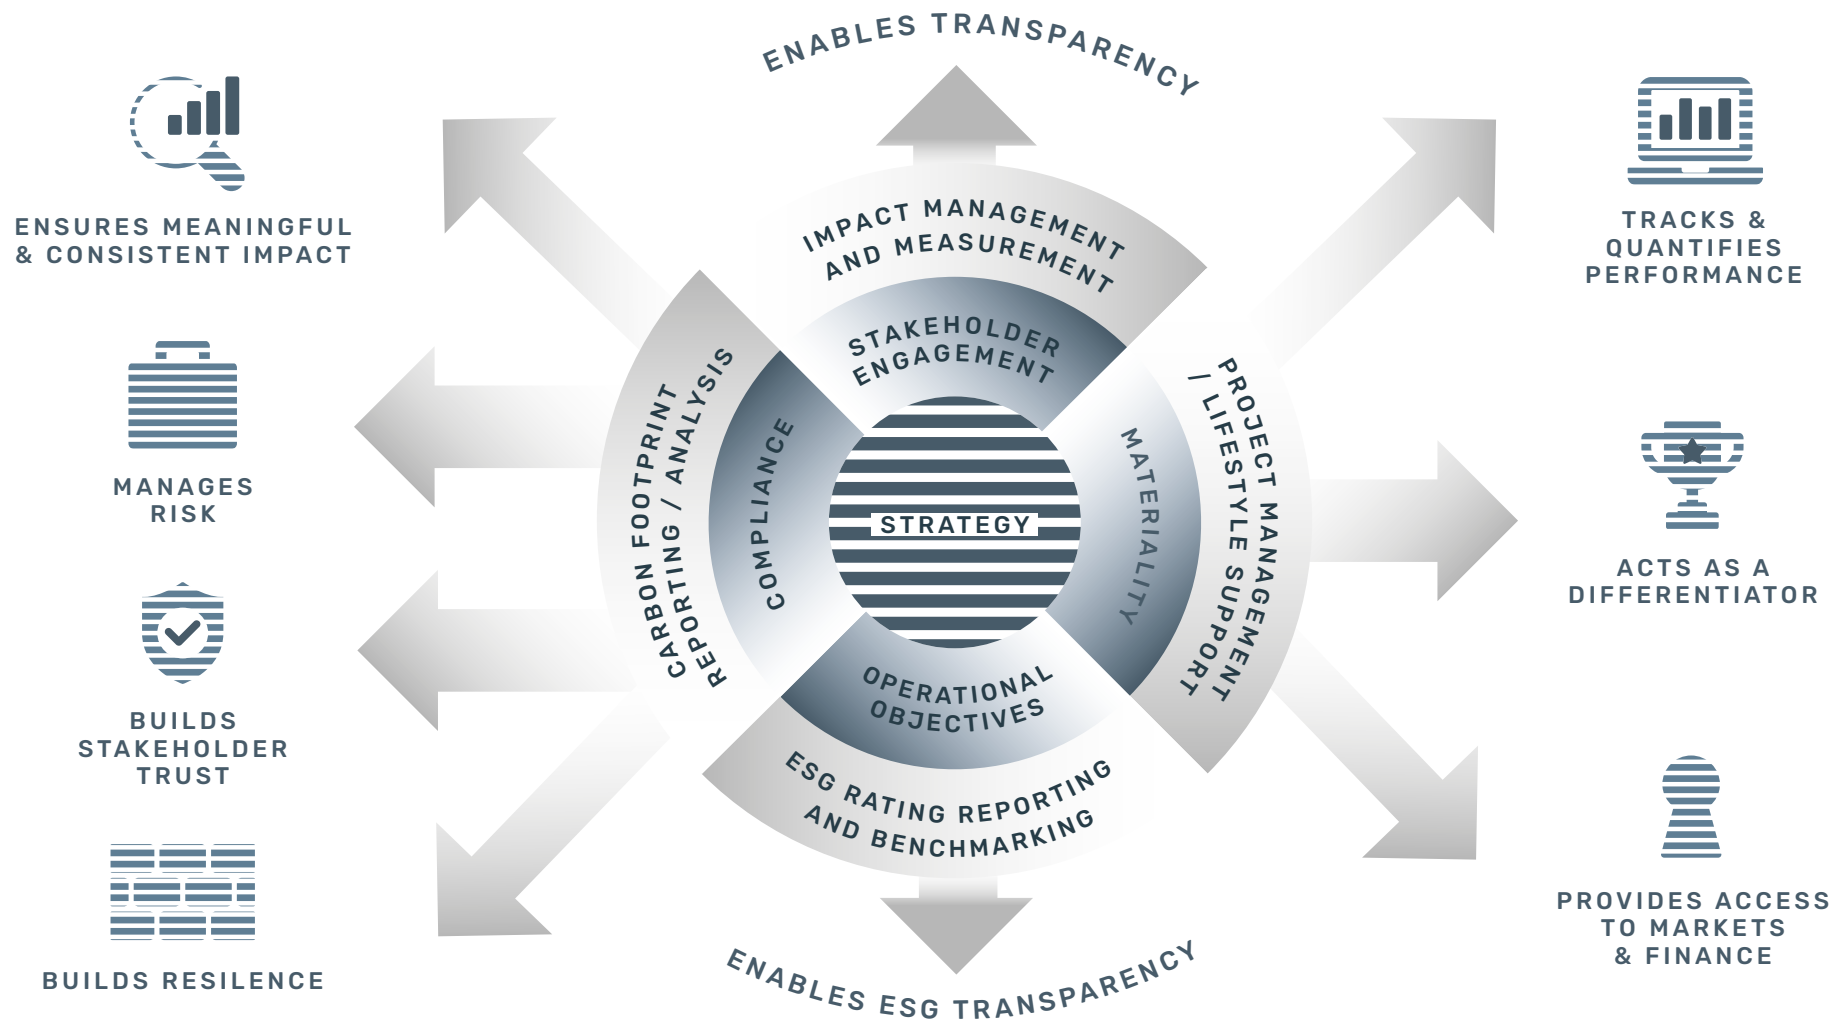 ENABLES TRANSPARENCY
ENSURES MEANINGFUL
& CONSISTENT IMPACT
MANAGES
RISK
BUILDS
STAKEHOLDER
TRUST
BUILDS RESILENCE
IMPACT MANAGEMENT
AND MEASUREMENT
STAKEHOLDER
ENGAGEMENT
CARBON FOOTPRINT
REPORTING / ANALYSIS
COMPLIANCE
STRATEGY
MATERIALITY
PROJECT MANAGEMENT
/ LIFESTYLE SUPPORT
OPERATIONAL
OBJECTIVES
ESG RATING REPORTING
AND BENCHMARKING
TRACKS &
QUANTIFIES
PERFORMANCE
ACTS AS A
DIFFERENTIATOR
PROVIDES ACCESS
TO MARKETS
& FINANCE
ENABLES ESG TRANSPARENCY